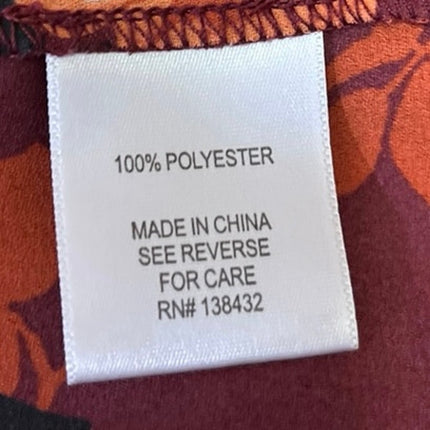 100% POLYESTER
MADE IN CHINA
SEE REVERSE
FOR CARE
RN# 138432